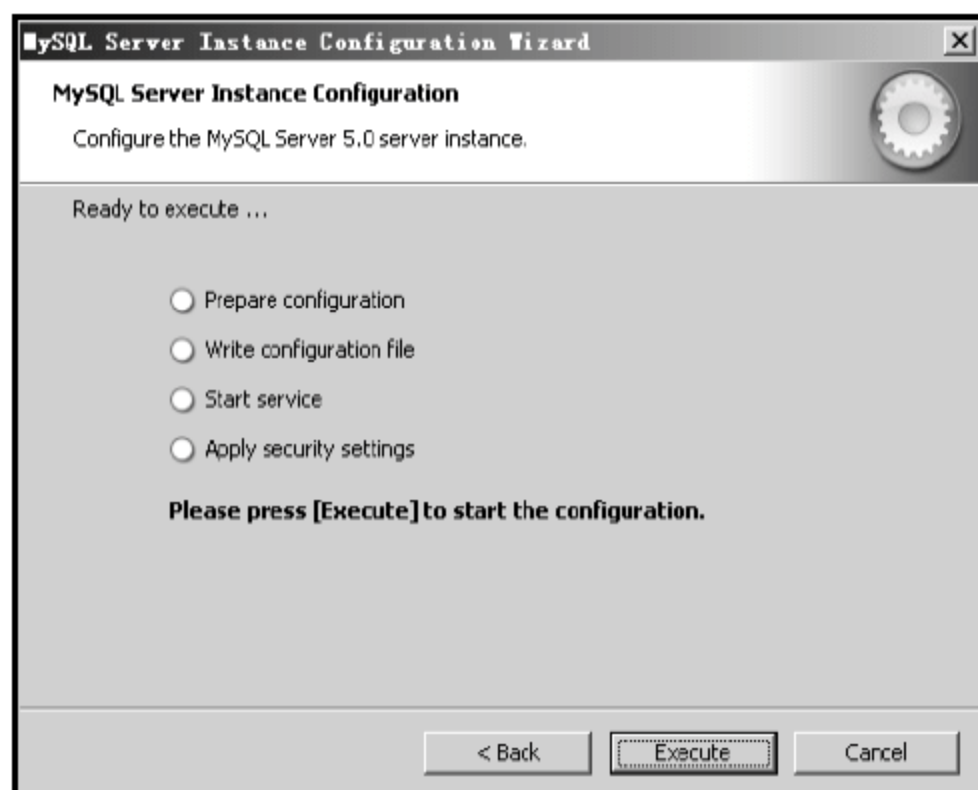 MySQL Server Instance Configuration Wizard
MySQL Server Instance Configuration
Configure the MySQL Server 5.0 server instance.
Ready to execute ...
Prepare configuration
Write configuration file
Start service
Apply security settings
Please press [Execute] to start the configuration.
< Back
Execute
Cancel